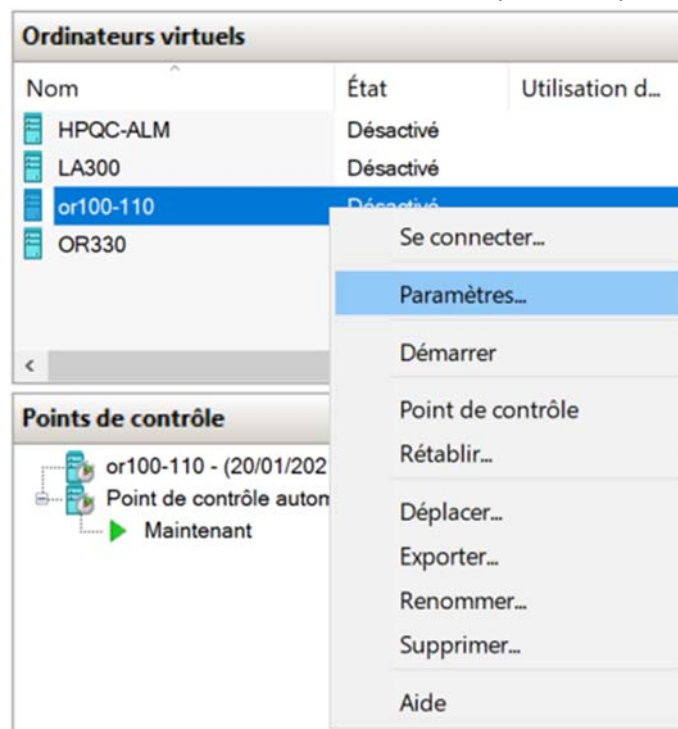 Ordinateurs virtuels
Nom État Utilisation d...
HPQC-ALM Désactivé
LA300 Désactivé
or100-110 Désactivé
OR330
Se connecter...
Paramètres...
Démarrer
Point de contrôle
Rétablir...
Déplacer...
Exporter...
Renommer...
Supprimer...
Aide
Points de contrôle
or100-110 - (20/01/202
Point de contrôle autom
Maintenant